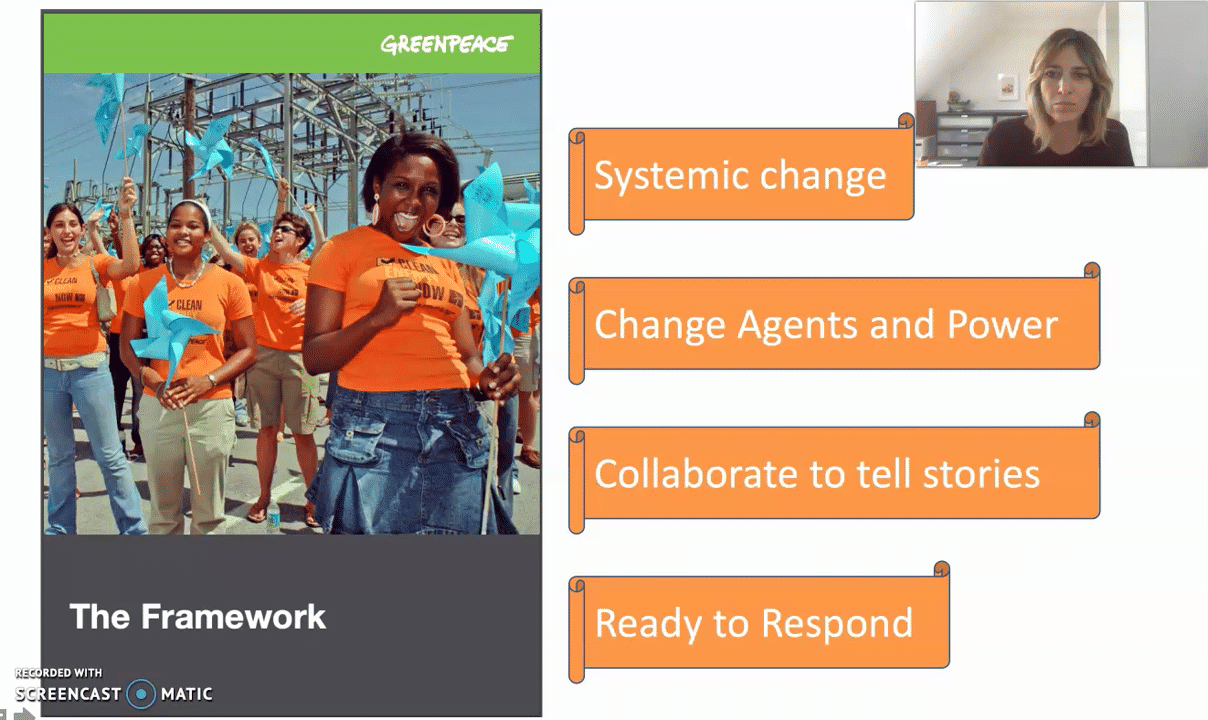 GREENPEACE
Systemic change
Change Agents and Power
Collaborate to tell stories
Ready to Respond
CLEAN
NOW
CLEAN
CLEAN
NOW
The Framework
RECORDED WITH
SCREENCAST MATIC